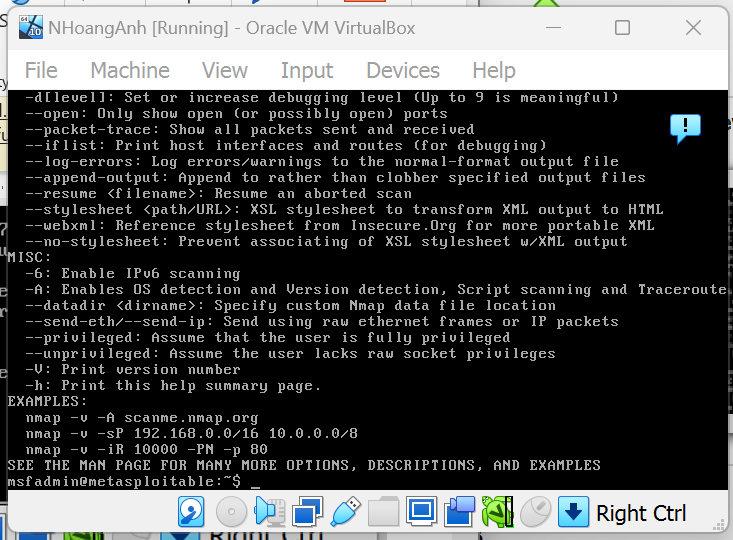 NHoangAnh [Running] - Oracle VM VirtualBox
File Machine View Input Devices Help
-d[level]: Set or increase debugging level (Up to 9 is meaningful)
--open: Only show open (or possibly open) ports
--packet-trace: Show all packets sent and received
--iflist: Print host interfaces and routes (for debugging)
--log-errors: Log errors/warnings to the normal-format output file
--append-output: Append to rather than clobber specified output files
--resume <filename>: Resume an aborted scan
--stylesheet <path/URL>: XSL stylesheet to transform XML output to HTML
--webxml: Reference stylesheet from Insecure.Org for more portable XML
--no-stylesheet: Prevent associating of XSL stylesheet w/XML output
MISC:
-6: Enable IPv6 scanning
-A: Enables OS detection and Version detection, Script scanning and Traceroute
--datadir <dirname>: Specify custom Nmap data file location
--send-eth/--send-ip: Send using raw ethernet frames or IP packets
--privileged: Assume that the user is fully privileged
--unprivileged: Assume the user lacks raw socket privileges
-V: Print version number
-h: Print this help summary page.
EXAMPLES:
nmap -v -A scanme.nmap.org
nmap -v -sP 192.168.0.0/16 10.0.0.0/8
nmap -v -iR 10000 -PN -p 80
SEE THE MAN PAGE FOR MANY MORE OPTIONS, DESCRIPTIONS, AND EXAMPLES
msfadmin@metasploitable:~$ _
Right Ctrl